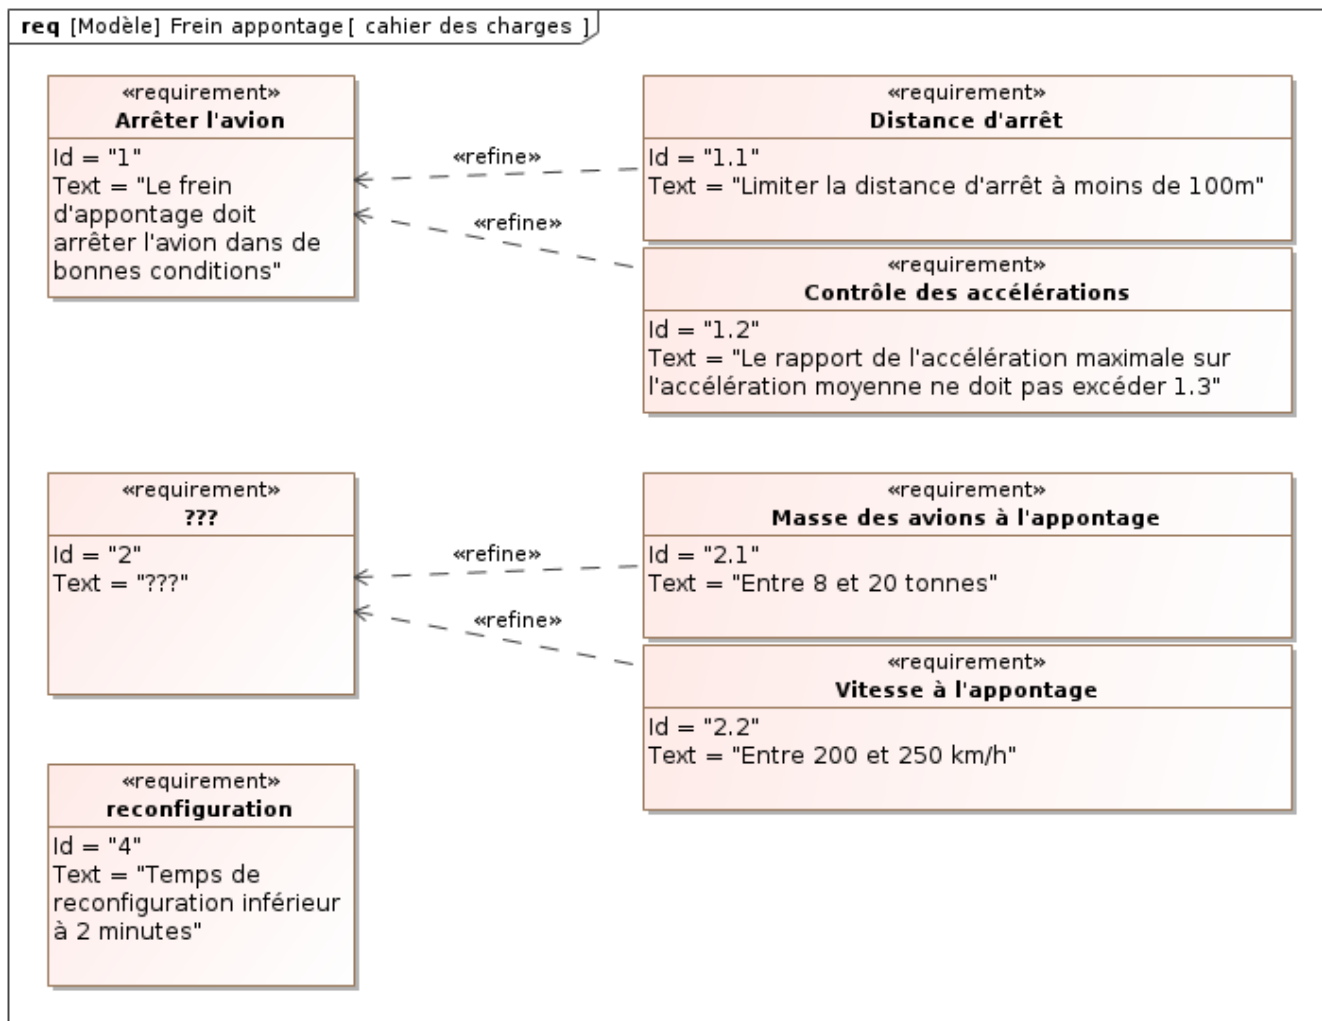 req [Modèle] Frein appontage[ cahier des charges ]
«requirement»
Arrêter l'avion
Id = "1"
Text = "Le frein
d'appontage doit
arrêter l'avion dans de
bonnes conditions"
«refine»
«refine»
«requirement»
Distance d'arrêt
Id = "1.1"
Text = "Limiter la distance d'arrêt à moins de 100m"
«requirement»
Contrôle des accélérations
Id = "1.2"
Text = "Le rapport de l'accélération maximale sur
l'accélération moyenne ne doit pas excéder 1.3"
«requirement»
???
Id = "2"
Text = "???"
«refine»
«refine»
«requirement»
Masse des avions à l'appontage
Id = "2.1"
Text = "Entre 8 et 20 tonnes"
«requirement»
Vitesse à l'appontage
Id = "2.2"
Text = "Entre 200 et 250 km/h"
«requirement»
reconfiguration
Id = "4"
Text = "Temps de
reconfiguration inférieur
à 2 minutes"